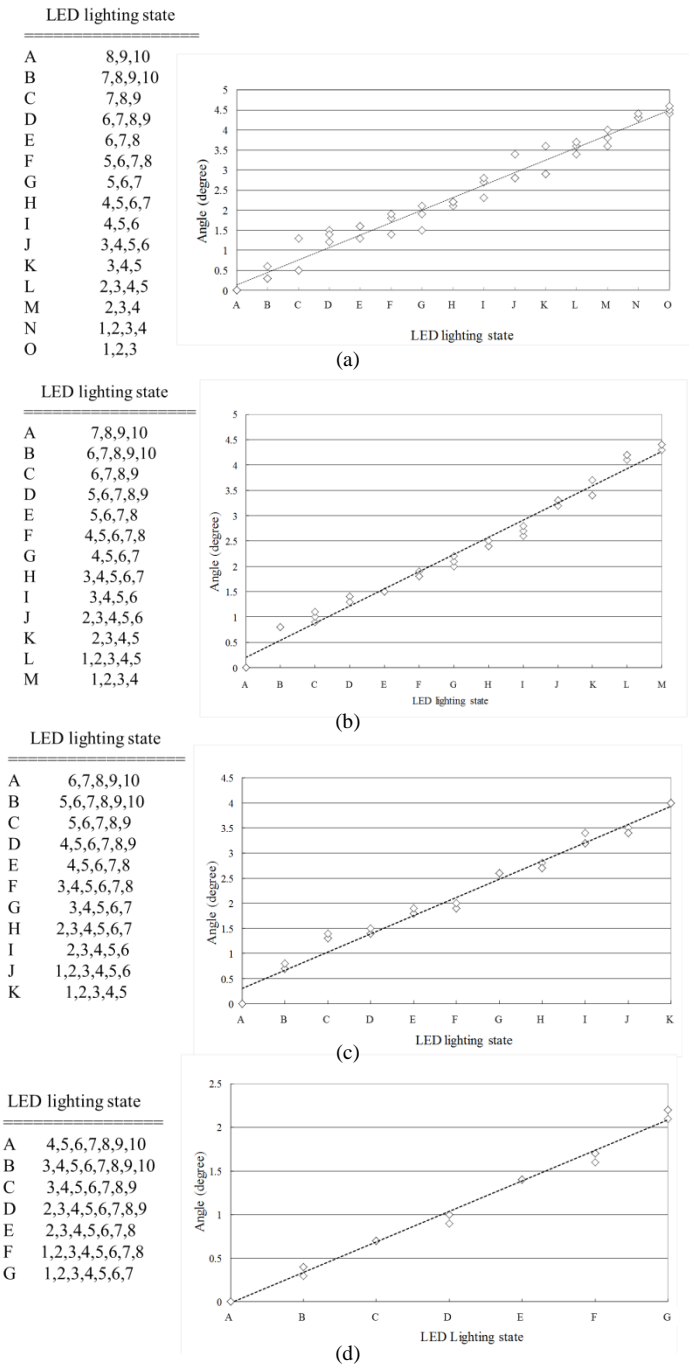 LED lighting state
==================
A 8,9,10
B 7,8,9,10
C 7,8,9
D 6,7,8,9
E 6,7,8
F 5,6,7,8
G 5,6,7
H 4,5,6,7
I 4,5,6
J 3,4,5,6
K 3,4,5
L 2,3,4,5
M 2,3,4
N 1,2,3,4
O 1,2,3
Angle (degree)
5
4.5
4
3.5
3
2.5
2
1.5
1
0.5
0
A B C D E F G H I J K L M N O
LED lighting state
(a)
LED lighting state
==================
A 7,8,9,10
B 6,7,8,9,10
C 6,7,8,9
D 5,6,7,8,9
E 5,6,7,8
F 4,5,6,7,8
G 4,5,6,7
H 3,4,5,6,7
I 3,4,5,6
J 2,3,4,5,6
K 2,3,4,5
L 1,2,3,4,5
M 1,2,3,4
Angle (degree)
5
4.5
4
3.5
3
2.5
2
1.5
1
0.5
0
A B C D E F G H I J K L M
LED lighting state
(b)
LED lighting state
==================
A 6,7,8,9,10
B 5,6,7,8,9,10
C 5,6,7,8,9
D 4,5,6,7,8,9
E 4,5,6,7,8
F 3,4,5,6,7,8
G 3,4,5,6,7
H 2,3,4,5,6,7
I 2,3,4,5,6
J 1,2,3,4,5,6
K 1,2,3,4,5
Angle (degree)
4.5
4
3.5
3
2.5
2
1.5
1
0.5
0
A B C D E F G H I J K
LED lighting state
(c)
LED lighting state
=================
A 4,5,6,7,8,9,10
B 3,4,5,6,7,8,9,10
C 3,4,5,6,7,8,9
D 2,3,4,5,6,7,8,9
E 2,3,4,5,6,7,8
F 1,2,3,4,5,6,7,8
G 1,2,3,4,5,6,7
Angle (degree)
2.5
2
1.5
1
0.5
0
A B C D E F G
LED Lighting state
(d)